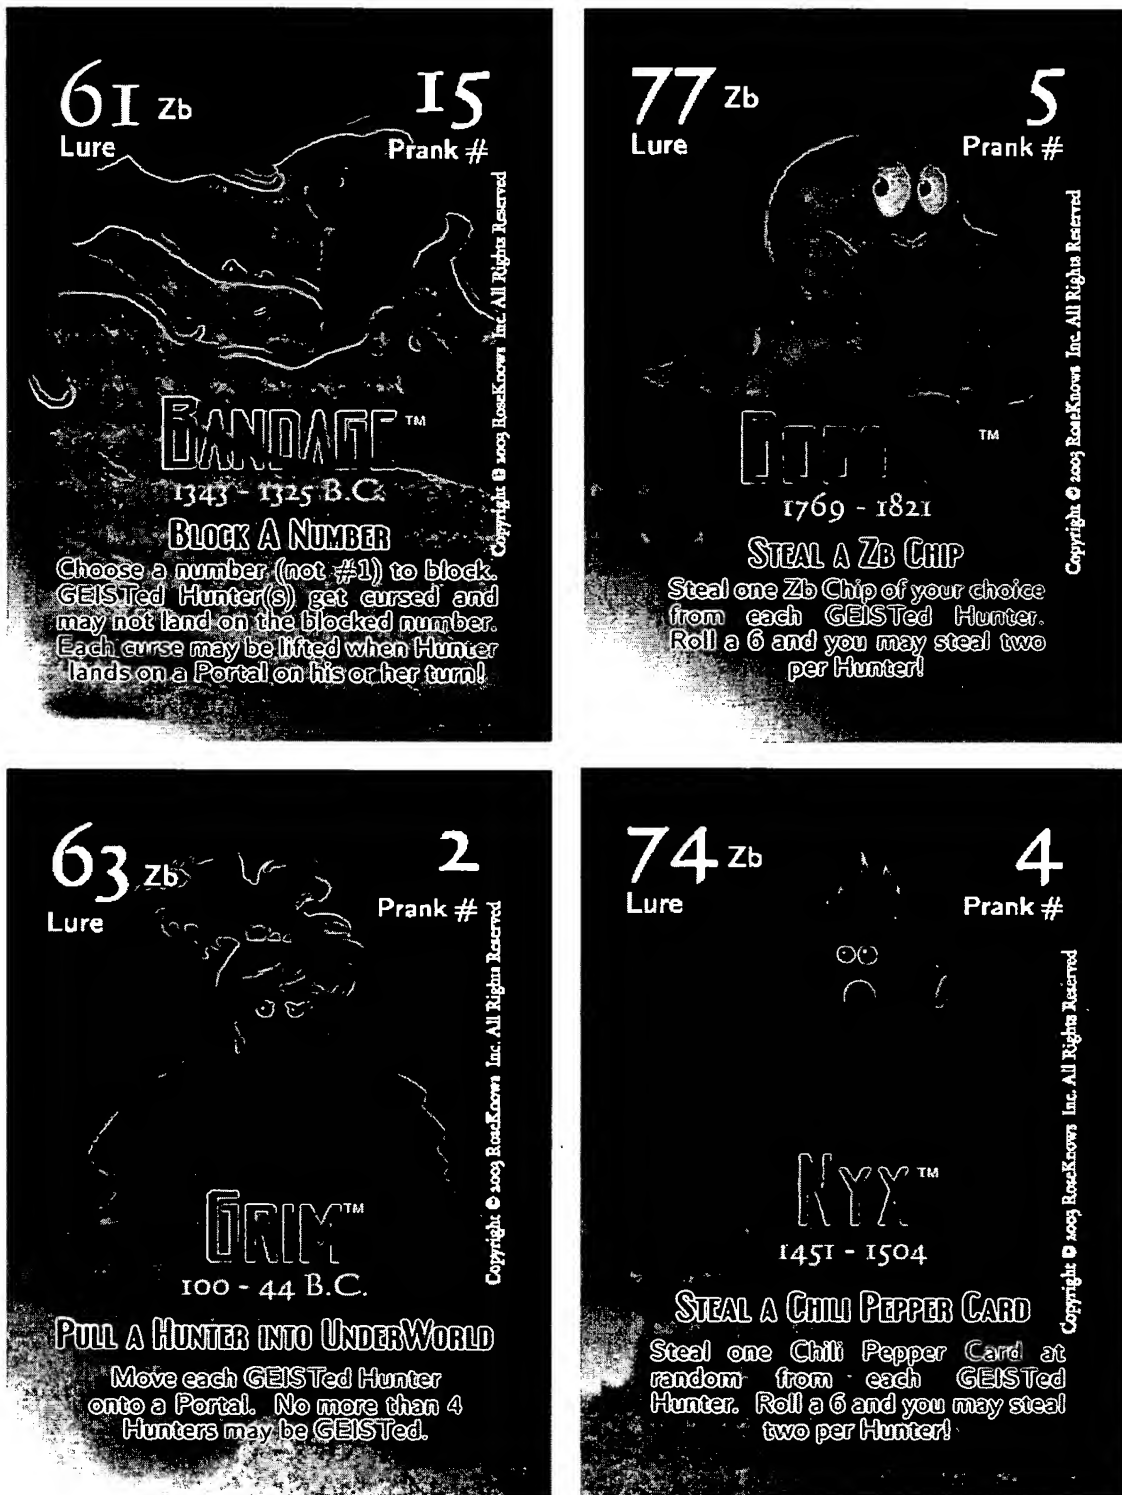 61 Zb
Lure
15
Prank #
Copyright © 2003 RoseKnows Inc. All Rights Reserved
BANDAGE™
1343 - 1325 B.C.
BLOCK A NUMBER
Choose a number (not #1) to block.
GEISTed Hunter(s) get cursed and
may not land on the blocked number.
Each curse may be lifted when Hunter
lands on a Portal on his or her turn!
77 Zb
Lure
5
Prank #
Copyright © 2003 RoseKnows Inc. All Rights Reserved
™
1769 - 1821
STEAL A ZB CHIP
Steal one Zb Chip of your choice
from each GEISTed Hunter.
Roll a 6 and you may steal two
per Hunter!
63 Zb
Lure
2
Prank #
Copyright © 2003 RoseKnows Inc. All Rights Reserved
GRIM™
100 - 44 B.C.
PULL A HUNTER INTO UNDERWORLD
Move each GEISTed Hunter
onto a Portal. No more than 4
Hunters may be GEISTed.
74 Zb
Lure
4
Prank #
Copyright © 2003 RoseKnows Inc. All Rights Reserved
NYX™
1451 - 1504
STEAL A CHILI PEPPER CARD
Steal one Chili Pepper Card at
random from each GEISTed
Hunter. Roll a 6 and you may steal
two per Hunter!